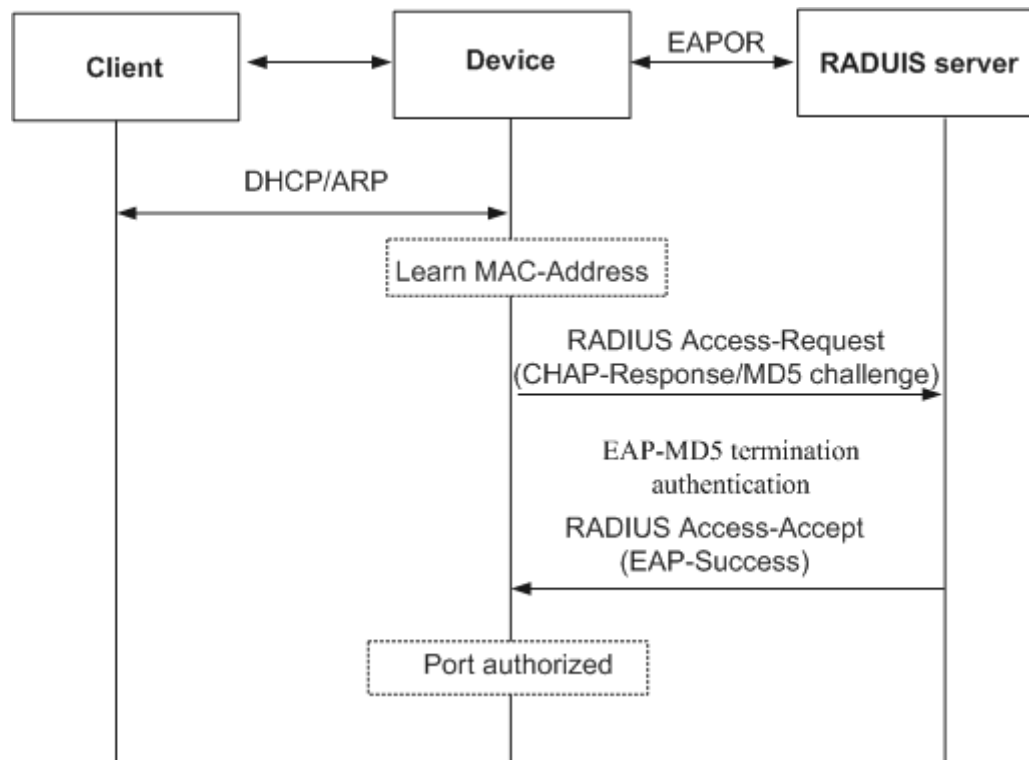 Client
Device
EAPOR
RADUIS server
DHCP/ARP
Learn MAC-Address
RADIUS Access-Request
(CHAP-Response/MD5 challenge)
EAP-MD5 termination
authentication
RADIUS Access-Accept
(EAP-Success)
Port authorized